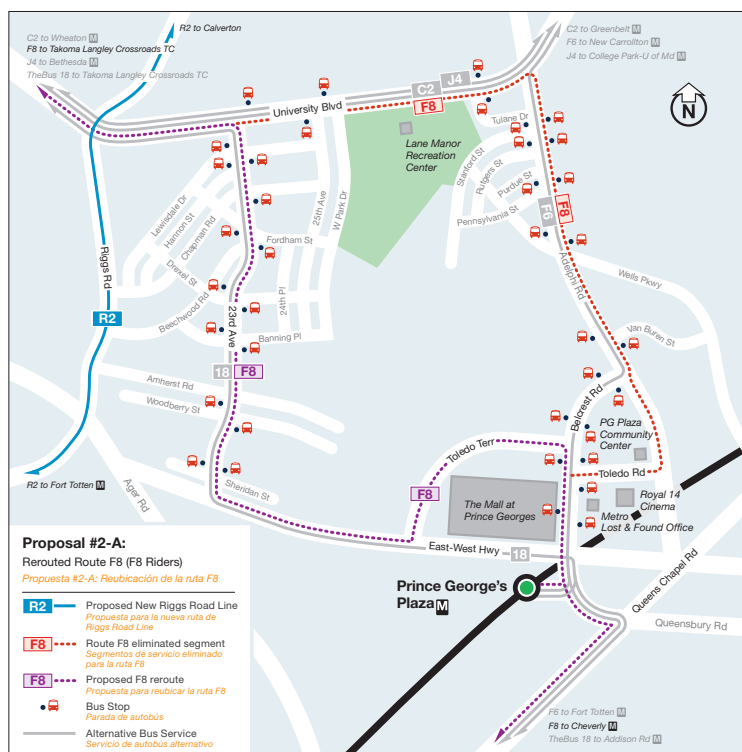 R2 to Calverton
C2 to Wheaton M
F8 to Takoma Langley Crossroads TC
J4 to Bethesda M
TheBus 18 to Takoma Langley Crossroads TC
C2 to Greenbelt M
F6 to New Carrollton M
J4 to College Park-U of Md M
N
J4
C2
F8
University Blvd
Tulane Dr
Lane Manor
Recreation
Center
Stanford St
Rutgers St
Purdue St
Pennsylvania St
F8
F6
Adelphi Rd
Wells Pkwy
Van Buren St
25th Ave
W Park Dr
Lewisdale Dr
Hannon St
Chapman Rd
Fordham St
Drexel St
Riggs Rd
24th Pl
23rd Ave
Beechwood Rd
Banning Pl
R2
18
F8
Amherst Rd
Woodberry St
Belcrest Rd
PG Plaza
Community
Center
Toledo Terr
Toledo Rd
R2 to Fort Totten M
Ager Rd
Sheridan St
F8
The Mall at
Prince Georges
Royal 14
Cinema
Metro
Lost & Found Office
East-West Hwy
18
Queens Chapel Rd
Prince George's
Plaza M
Queensbury Rd
Proposal #2-A:
Rerouted Route F8 (F8 Riders)
Propuesta #2-A: Reubicación de la ruta F8
R2 Proposed New Riggs Road Line
Propuesta para la nueva ruta de
Riggs Road Line
F8 Route F8 eliminated segment
Segmentos de servicio eliminado
para la ruta F8
F8 Proposed F8 reroute
Propuesta para reubicar la ruta F8
Bus Stop
Parada de autobús
Alternative Bus Service
Servicio de autobús alternativo
F6 to Fort Totten M
F8 to Cheverly M
TheBus 18 to Addison Rd M